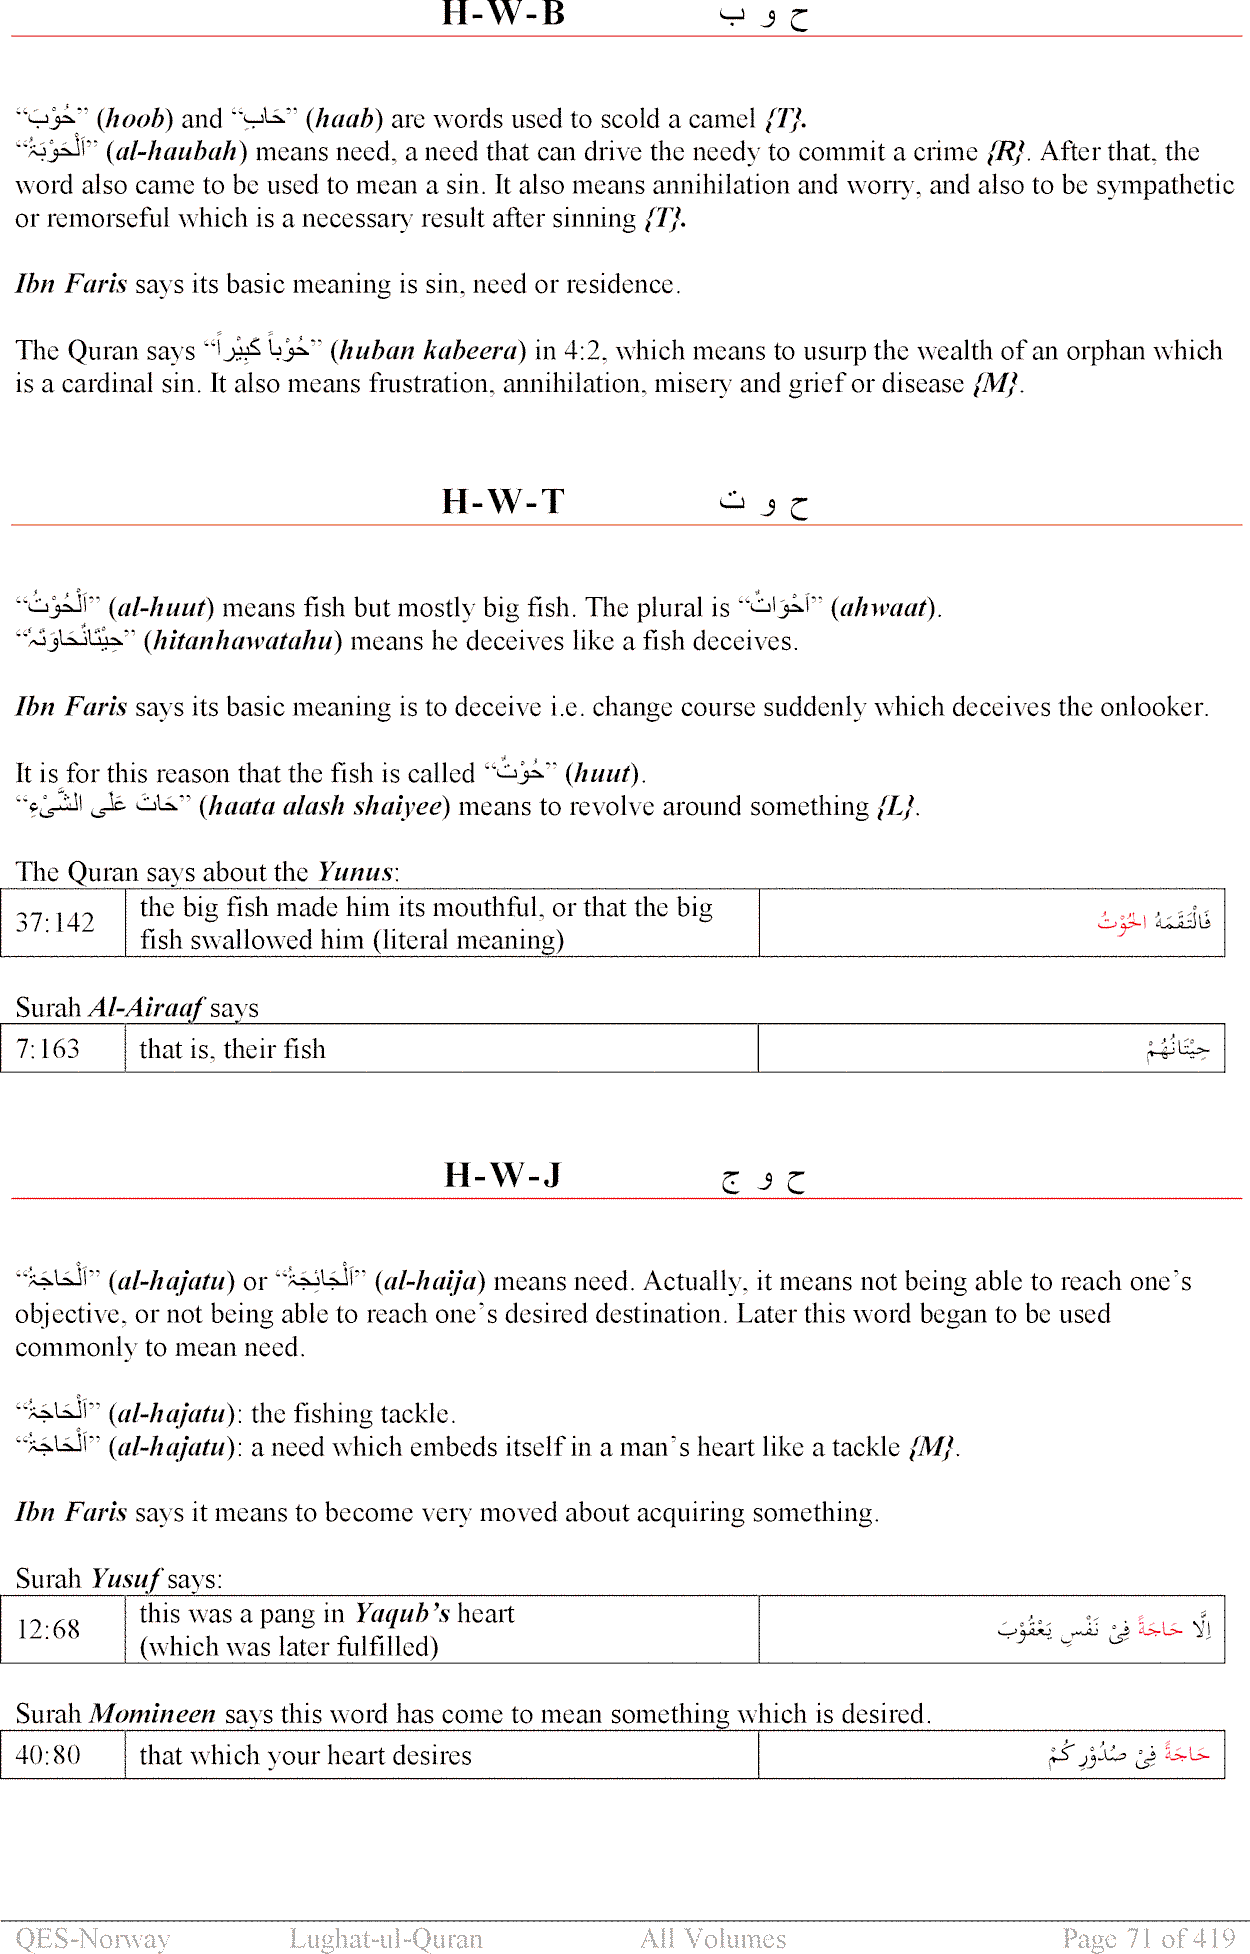 H-W-B ح و ب
“حُوْبَ” (hoob) and “حَابِ” (haab) are words used to scold a camel {T}.
“اَلْحَوْبَۃُ” (al-haubah) means need, a need that can drive the needy to commit a crime {R}. After that, the
word also came to be used to mean a sin. It also means annihilation and worry, and also to be sympathetic
or remorseful which is a necessary result after sinning {T}.
Ibn Faris says its basic meaning is sin, need or residence.
The Quran says “حُوْباً کَبِیْراً” (huban kabeera) in 4:2, which means to usurp the wealth of an orphan which
is a cardinal sin. It also means frustration, annihilation, misery and grief or disease {M}.
H-W-T ح و ت
“اَلْحُوْتُ” (al-huut) means fish but mostly big fish. The plural is “اَحْوَاتٌ” (ahwaat).
“حِیْتَانٌحَاوَتَہٗ” (hitanhawatahu) means he deceives like a fish deceives.
Ibn Faris says its basic meaning is to deceive i.e. change course suddenly which deceives the onlooker.
It is for this reason that the fish is called “حُوْتٌ” (huut).
“حَاتَ عَلَی الشَّیْءِ” (haata alash shaiyee) means to revolve around something {L}.
The Quran says about the Yunus:
37:142 the big fish made him its mouthful, or that the big فَالْتَقَمَهُ الحُوْتُ
fish swallowed him (literal meaning)
Surah Al-Airaaf says
7:163 that is, their fish حِيْتَانُهُمْ
H-W-J ح و ج
“اَلْحَاجَۃُ” (al-hajatu) or “اَلْحَائِجَۃُ” (al-haija) means need. Actually, it means not being able to reach one’s
objective, or not being able to reach one’s desired destination. Later this word began to be used
commonly to mean need.
“اَلْحَاجَۃُ” (al-hajatu): the fishing tackle.
“اَلْحَاجَۃُ” (al-hajatu): a need which embeds itself in a man’s heart like a tackle {M}.
Ibn Faris says it means to become very moved about acquiring something.
Surah Yusuf says:
12:68 this was a pang in Yaqub’s heart اِلَّا حَاجَةً فِیْ نَفْسِ يَعْقُوْبَ
(which was later fulfilled)
Surah Momineen says this word has come to mean something which is desired.
40:80 that which your heart desires حَاجَةً فِیْ صُدُوْرِ كُمْ
QES-Norway Lughat-ul-Quran All Volumes Page 71 of 419